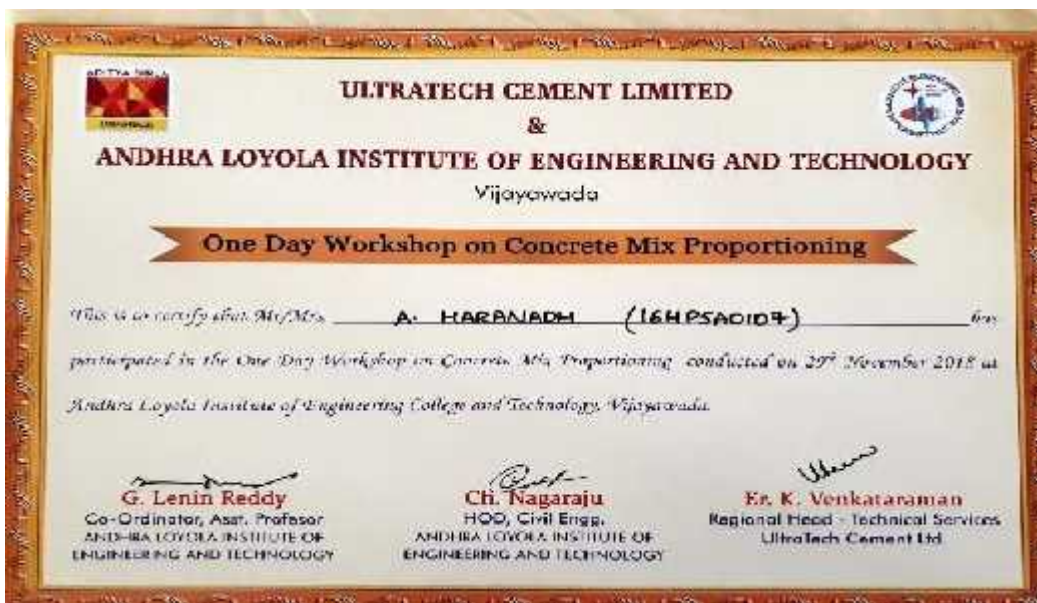 ADITYA BIRLA
UltraTech
ULTRATECH CEMENT LIMITED
&
ANDHRA LOYOLA INSTITUTE OF ENGINEERING AND TECHNOLOGY
Vijayawada
One Day Workshop on Concrete Mix Proportioning
This is to certify that Mr/Mrs. A. HARANADH (16HP5A0107) has
participated in the One Day Workshop on Concrete Mix Proportioning conducted on 29th November 2018 at
Andhra Loyola Institute of Engineering College and Technology, Vijayawada.
G. Lenin Reddy
Co-Ordinator, Asst. Profesor
ANDHRA LOYOLA INSTITUTE OF
ENGINEERING AND TECHNOLOGY
Ch. Nagaraju
HOD, Civil Engg.
ANDHRA LOYOLA INSTITUTE OF
ENGINEERING AND TECHNOLOGY
Er. K. Venkataraman
Regional Head - Technical Services
UltraTech Cement Ltd